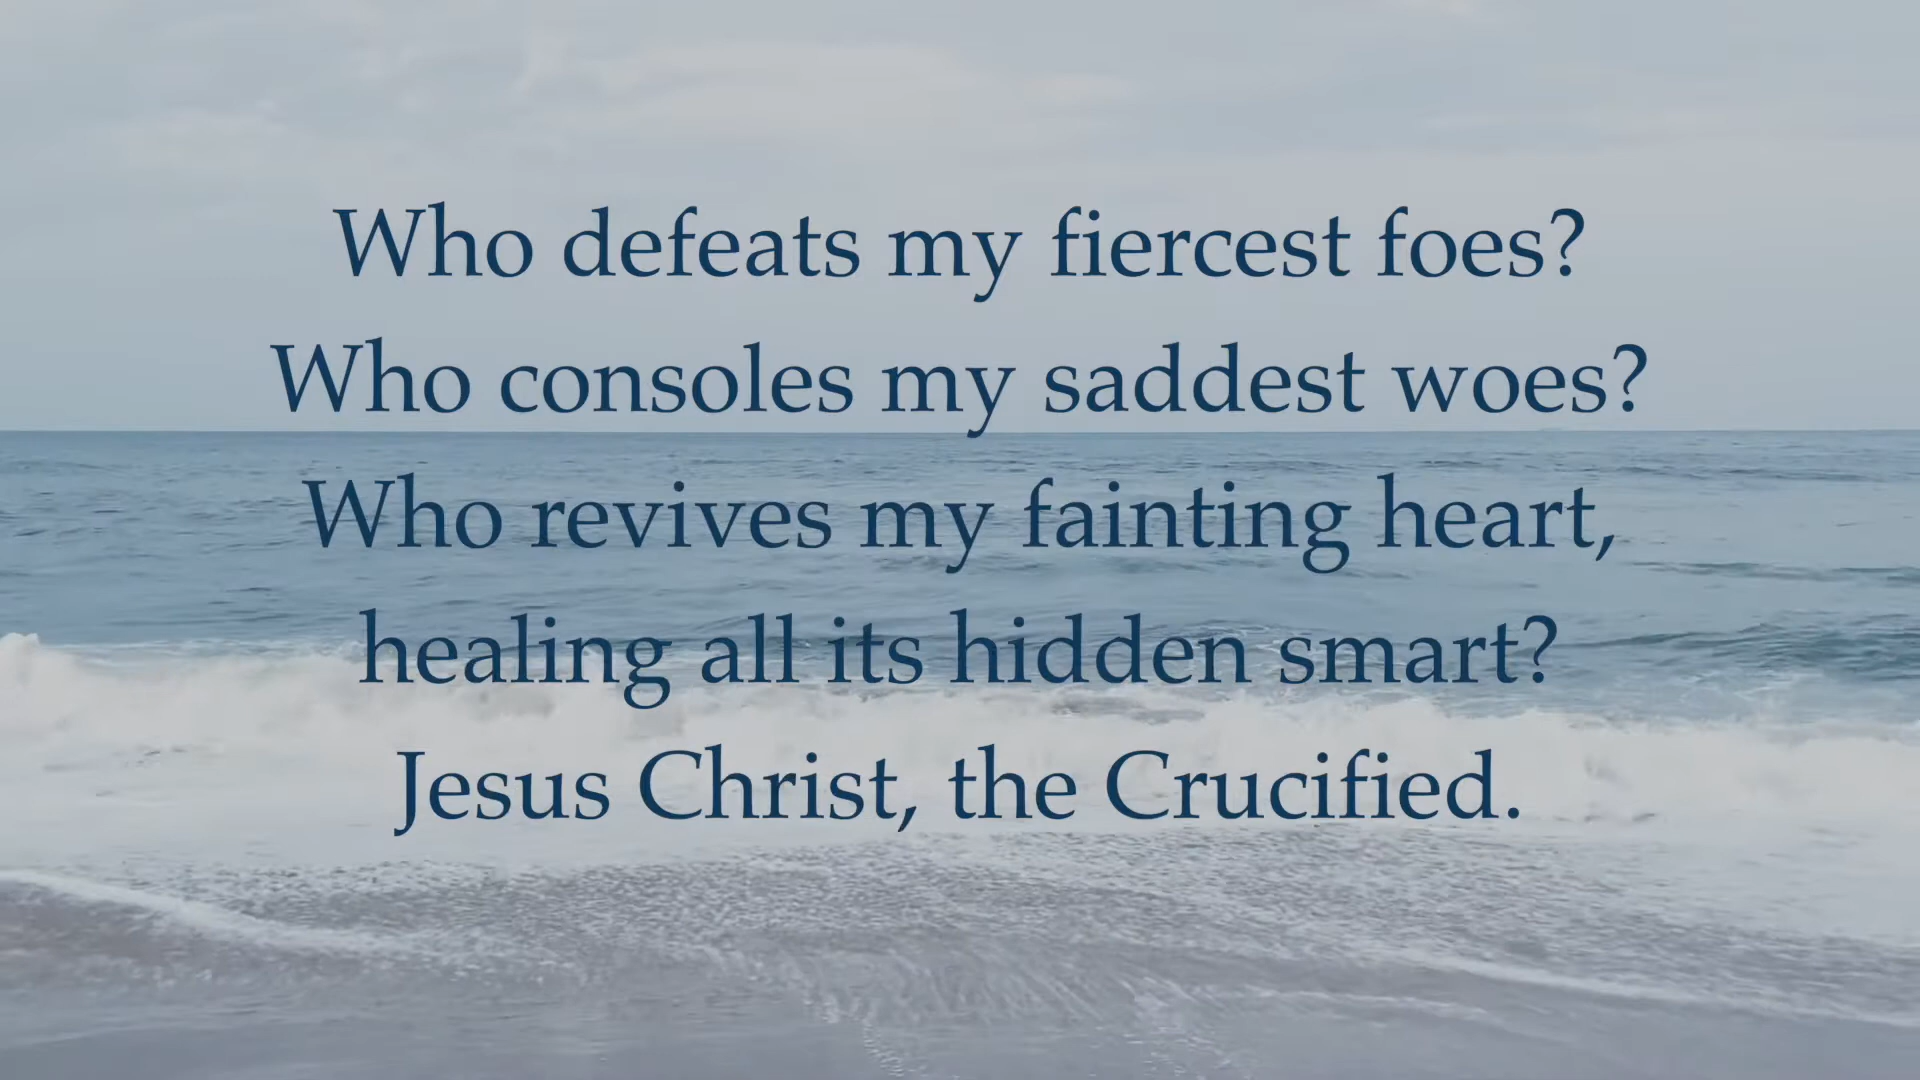 Who defeats my fiercest foes?
Who consoles my saddest woes?
Who revives my fainting heart,
healing all its hidden smart?
Jesus Christ, the Crucified.